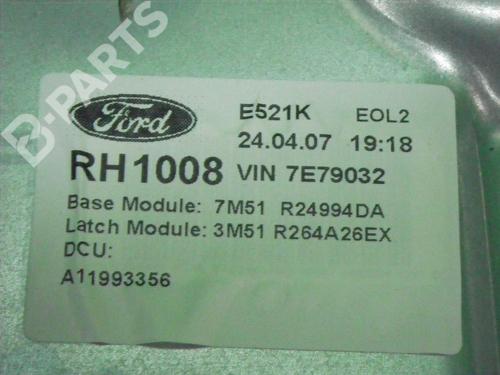 B-PARTS
Ford
E521K EOL2
24.04.07 19:18
RH1008 VIN 7E79032
Base Module: 7M51 R24994DA
Latch Module: 3M51 R264A26EX
DCU:
A11993356